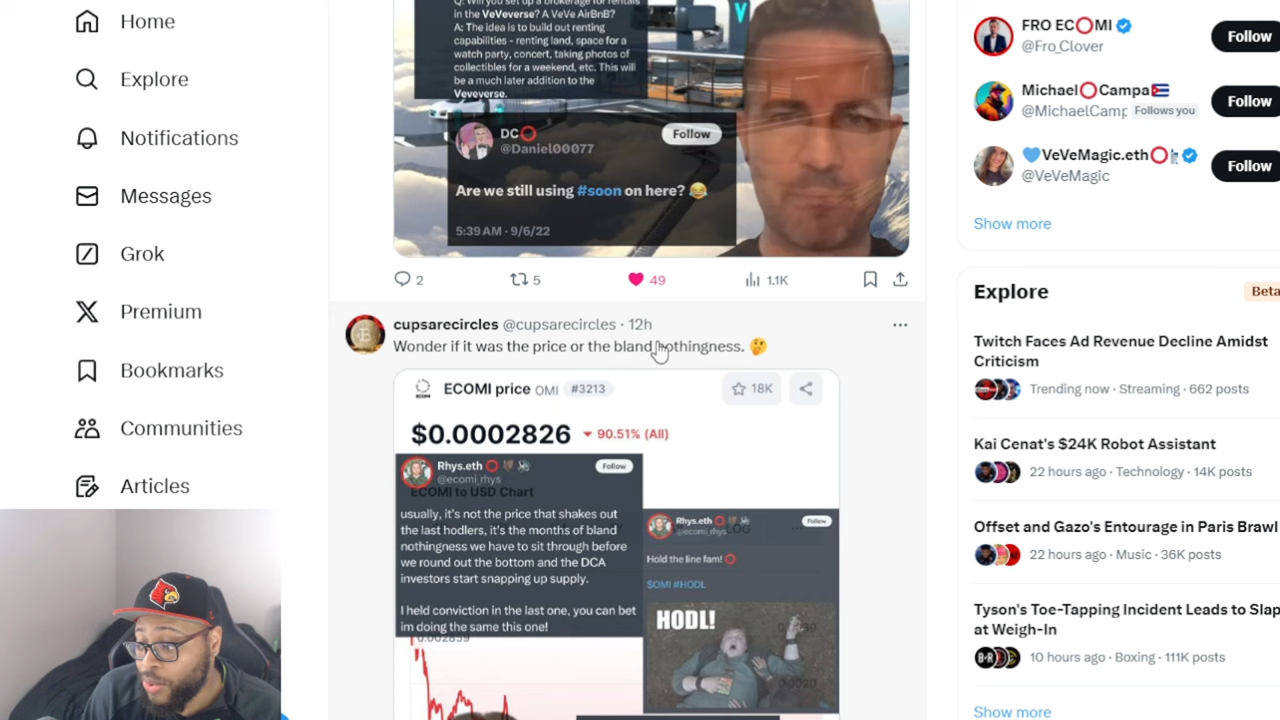 Home
Explore
Notifications
Messages
Grok
Premium
Bookmarks
Communities
Articles
Q: Will you set up a brokerage for rentals
in the VeVeverse? A VeVe AirBnB?
A: The idea is to build out renting
capabilities - renting land, space for a
watch party, concert, taking photos of
collectibles for a weekend, etc. This will
be a much later addition to the
Veveverse.
DC⭕
@Daniel00077
Follow
Are we still using #soon on here? 😂
5:39 AM · 9/6/22
2
5
49
1.1K
cupsarecircles @cupsarecircles · 12h
Wonder if it was the price or the bland nothingness. 🤔
ECOMI price OMI #3213
18K
$0.0002826 90.51% (All)
Rhys.eth
@ecomi_rhys
Follow
ECOMI to USD Chart
usually, it's not the price that shakes out
the last hodlers, it's the months of bland
nothingness we have to sit through before
we round out the bottom and the DCA
investors start snapping up supply.
I held conviction in the last one, you can bet
im doing the same this one!
0.002859
Rhys.eth
@ecomi_rhys
Follow
LOG
Hold the line fam! ⭕
$OMI #HODL
HODL!
0.0020
FRO EC⭕MI
@Fro_Clover
Follow
Michael⭕Campa🇨🇺
@MichaelCamp Follows you
Follow
💙VeVeMagic.eth⭕
@VeVeMagic
Follow
Show more
Explore
Beta
Twitch Faces Ad Revenue Decline Amidst
Criticism
Trending now · Streaming · 662 posts
Kai Cenat's $24K Robot Assistant
22 hours ago · Technology · 14K posts
Offset and Gazo's Entourage in Paris Brawl
22 hours ago · Music · 36K posts
Tyson's Toe-Tapping Incident Leads to Slap
at Weigh-In
10 hours ago · Boxing · 111K posts
Show more